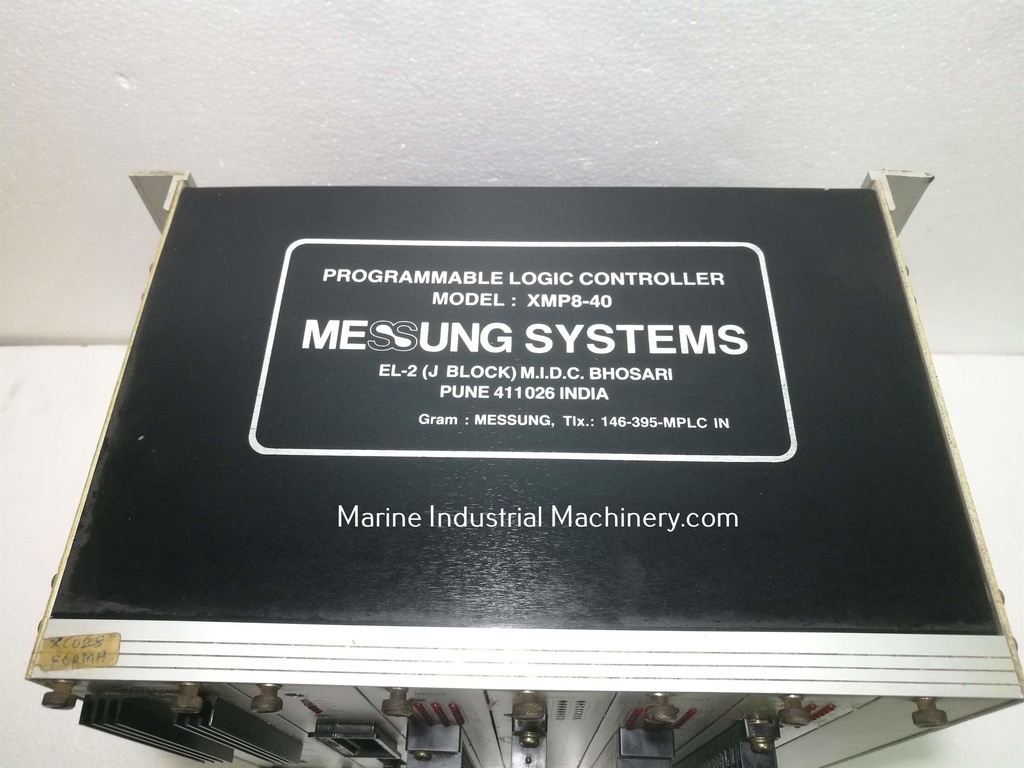 PROGRAMMABLE LOGIC CONTROLLER
MODEL : XMP8-40
MESSUNG SYSTEMS
EL-2 (J BLOCK) M.I.D.C. BHOSARI
PUNE 411026 INDIA
Gram : MESSUNG, Tlx.: 146-395-MPLC IN
Marine Industrial Machinery.com